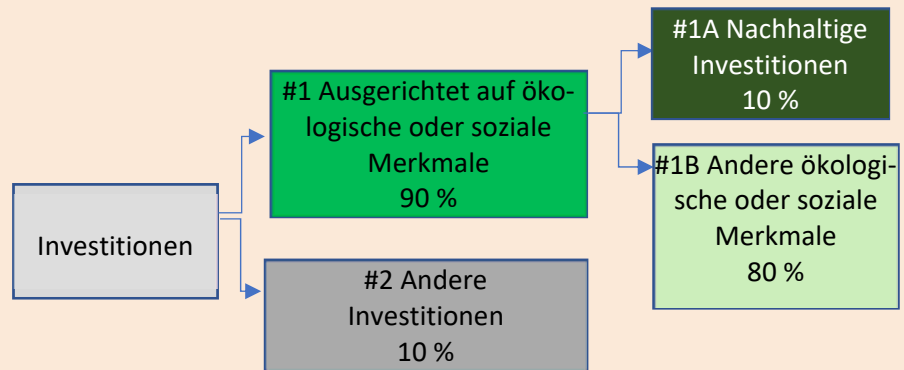 Investitionen
#1 Ausgerichtet auf öko-
logische oder soziale
Merkmale
90 %
#2 Andere
Investitionen
10 %
#1A Nachhaltige
Investitionen
10 %
#1B Andere ökologi-
sche oder soziale
Merkmale
80 %